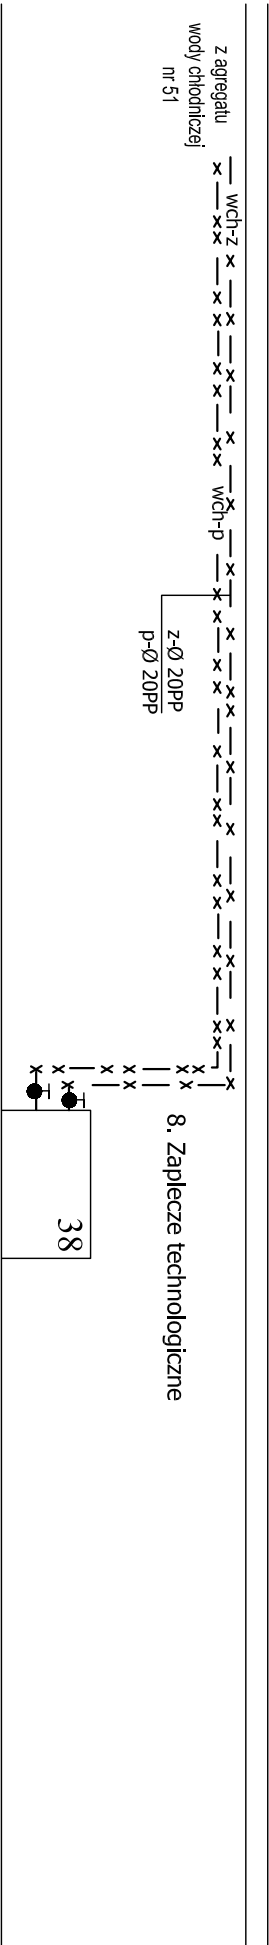 z agregatu
wody chłodniczej
nr 51
wch-z
wch-p
z-Ø 20PP
p-Ø 20PP
8. Zaplecze technologiczne
38